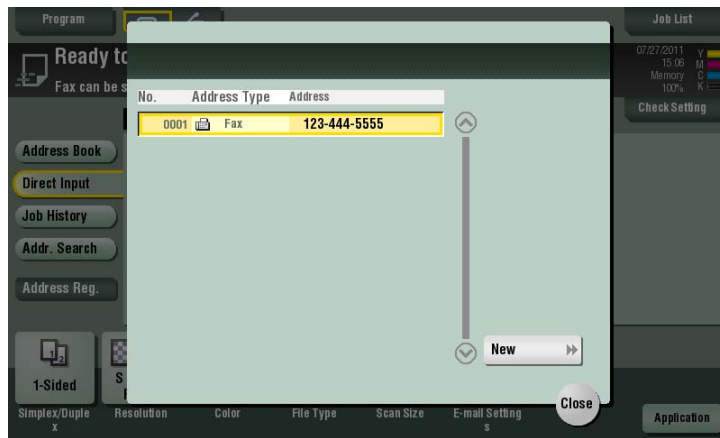 Program
Job List
Ready to
Fax can be s
07/27/2011
15:06
Memory
100%
Y
M
C
K
Check Setting
No. Address Type Address
0001 Fax 123-444-5555
Address Book
Direct Input
Job History
Addr. Search
Address Reg.
New
Close
1-Sided
S
Simplex/Duple
x
Resolution
Color
File Type
Scan Size
E-mail Setting
s
Application